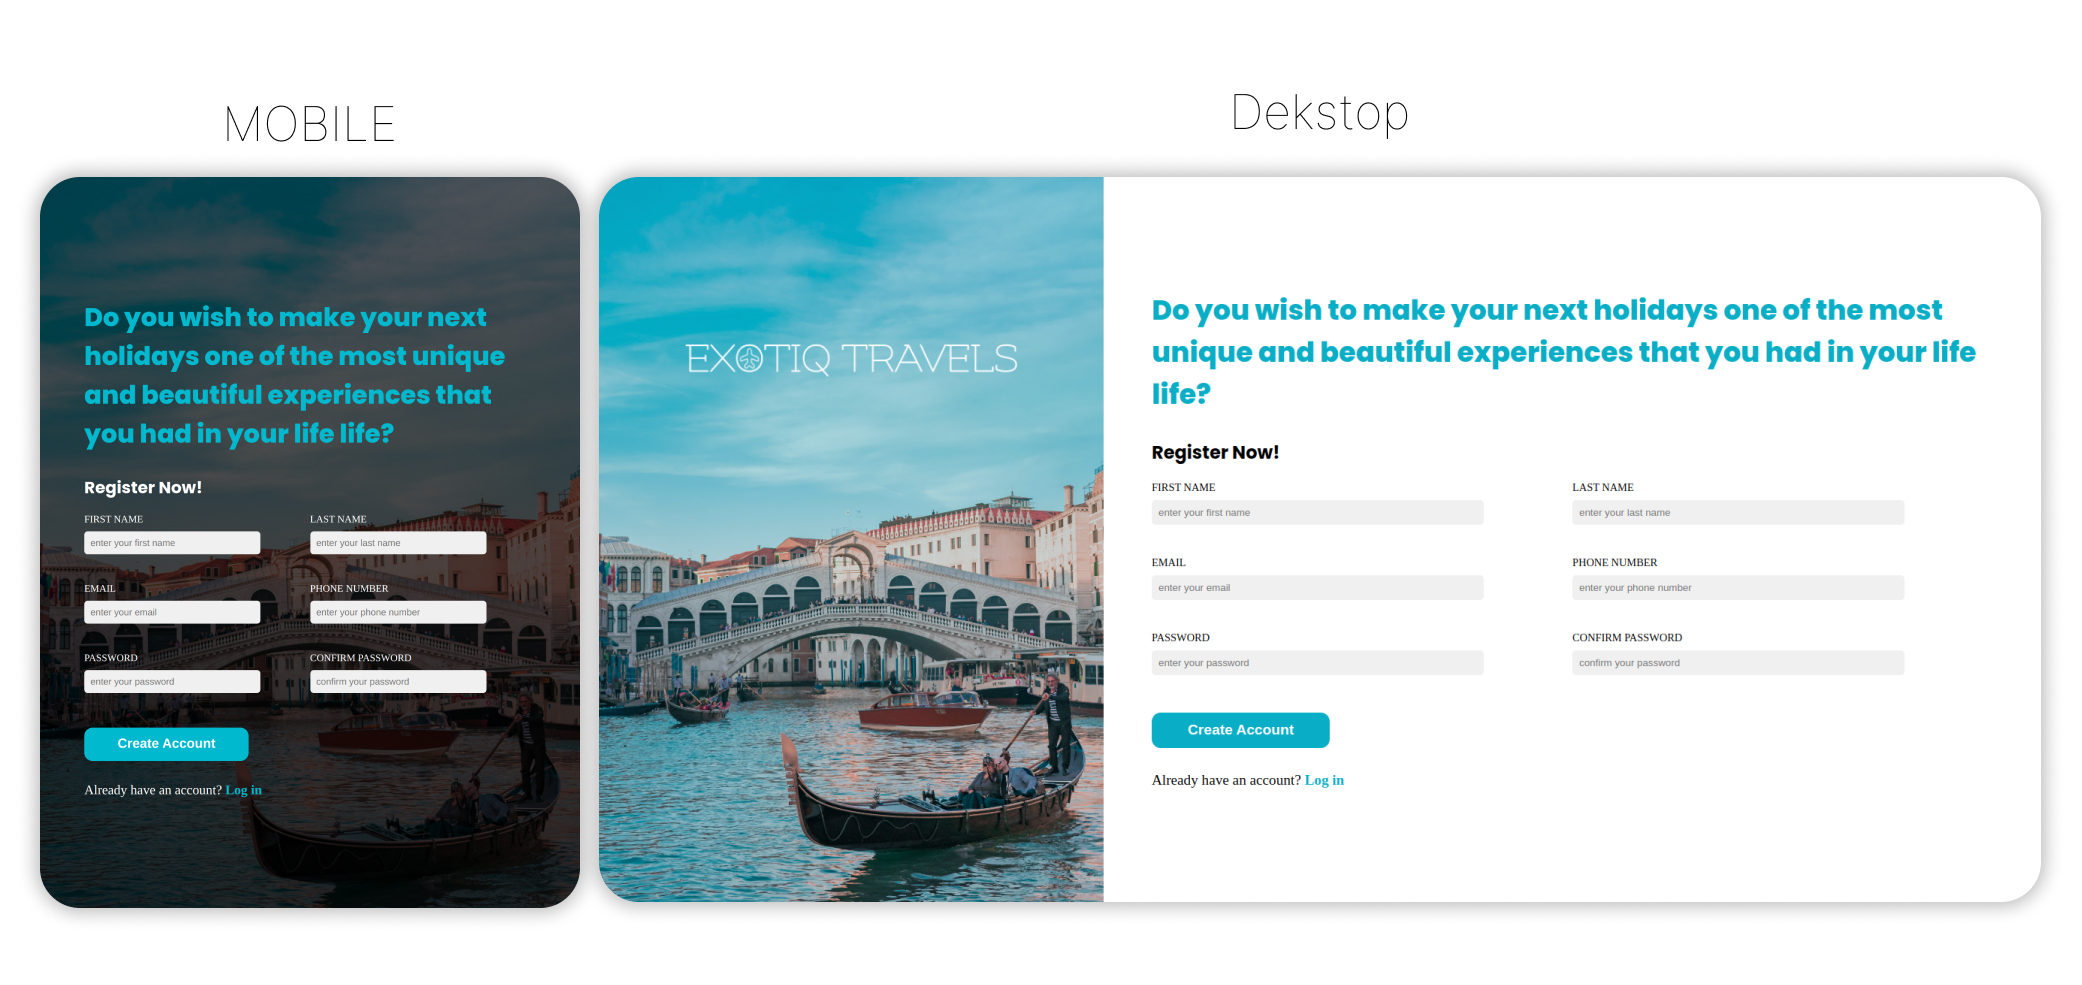 MOBILE
Do you wish to make your next
holidays one of the most unique
and beautiful experiences that
you had in your life life?
Register Now!
FIRST NAME LAST NAME
enter your first name enter your last name
EMAIL PHONE NUMBER
enter your email enter your phone number
PASSWORD CONFIRM PASSWORD
enter your password confirm your password
Create Account
Already have an account? Log in
Dekstop
EXOTIQ TRAVELS
Do you wish to make your next holidays one of the most
unique and beautiful experiences that you had in your life
life?
Register Now!
FIRST NAME LAST NAME
enter your first name enter your last name
EMAIL PHONE NUMBER
enter your email enter your phone number
PASSWORD CONFIRM PASSWORD
enter your password confirm your password
Create Account
Already have an account? Log in